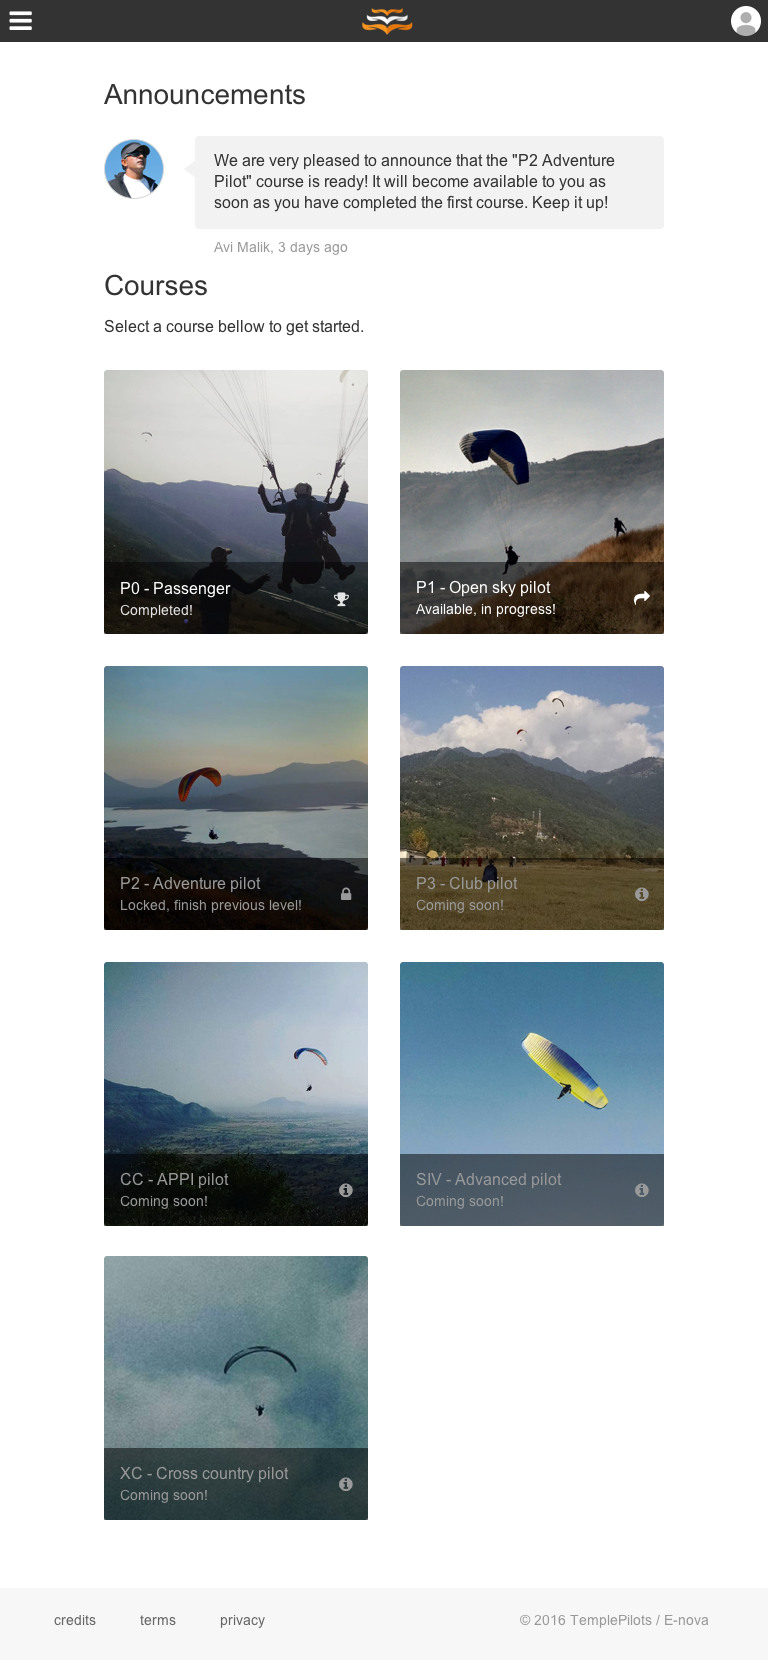 Announcements
We are very pleased to announce that the "P2 Adventure
Pilot" course is ready! It will become available to you as
soon as you have completed the first course. Keep it up!
Avi Malik, 3 days ago
Courses
Select a course bellow to get started.
P0 - Passenger
Completed!
P1 - Open sky pilot
Available, in progress!
P2 - Adventure pilot
Locked, finish previous level!
P3 - Club pilot
Coming soon!
CC - APPI pilot
Coming soon!
SIV - Advanced pilot
Coming soon!
XC - Cross country pilot
Coming soon!
credits terms privacy © 2016 TemplePilots / E-nova